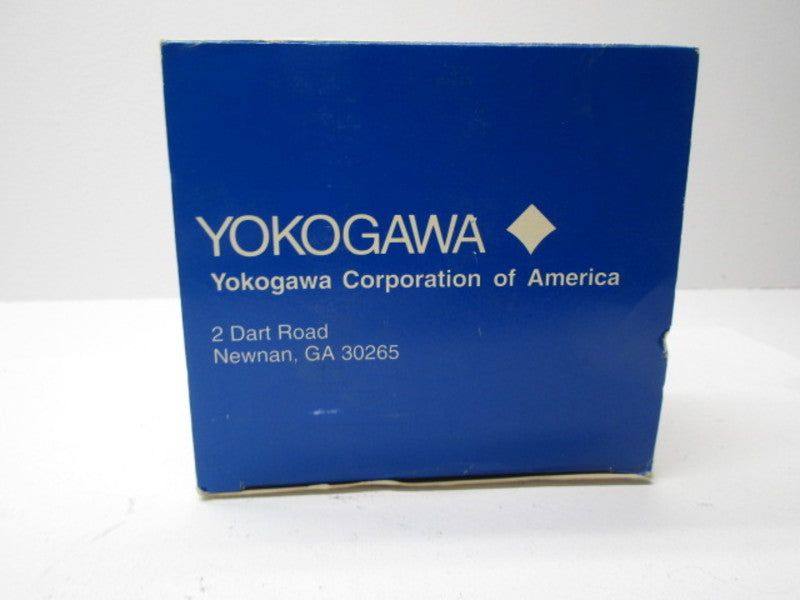 YOKOGAWA
Yokogawa Corporation of America
2 Dart Road
Newnan, GA 30265